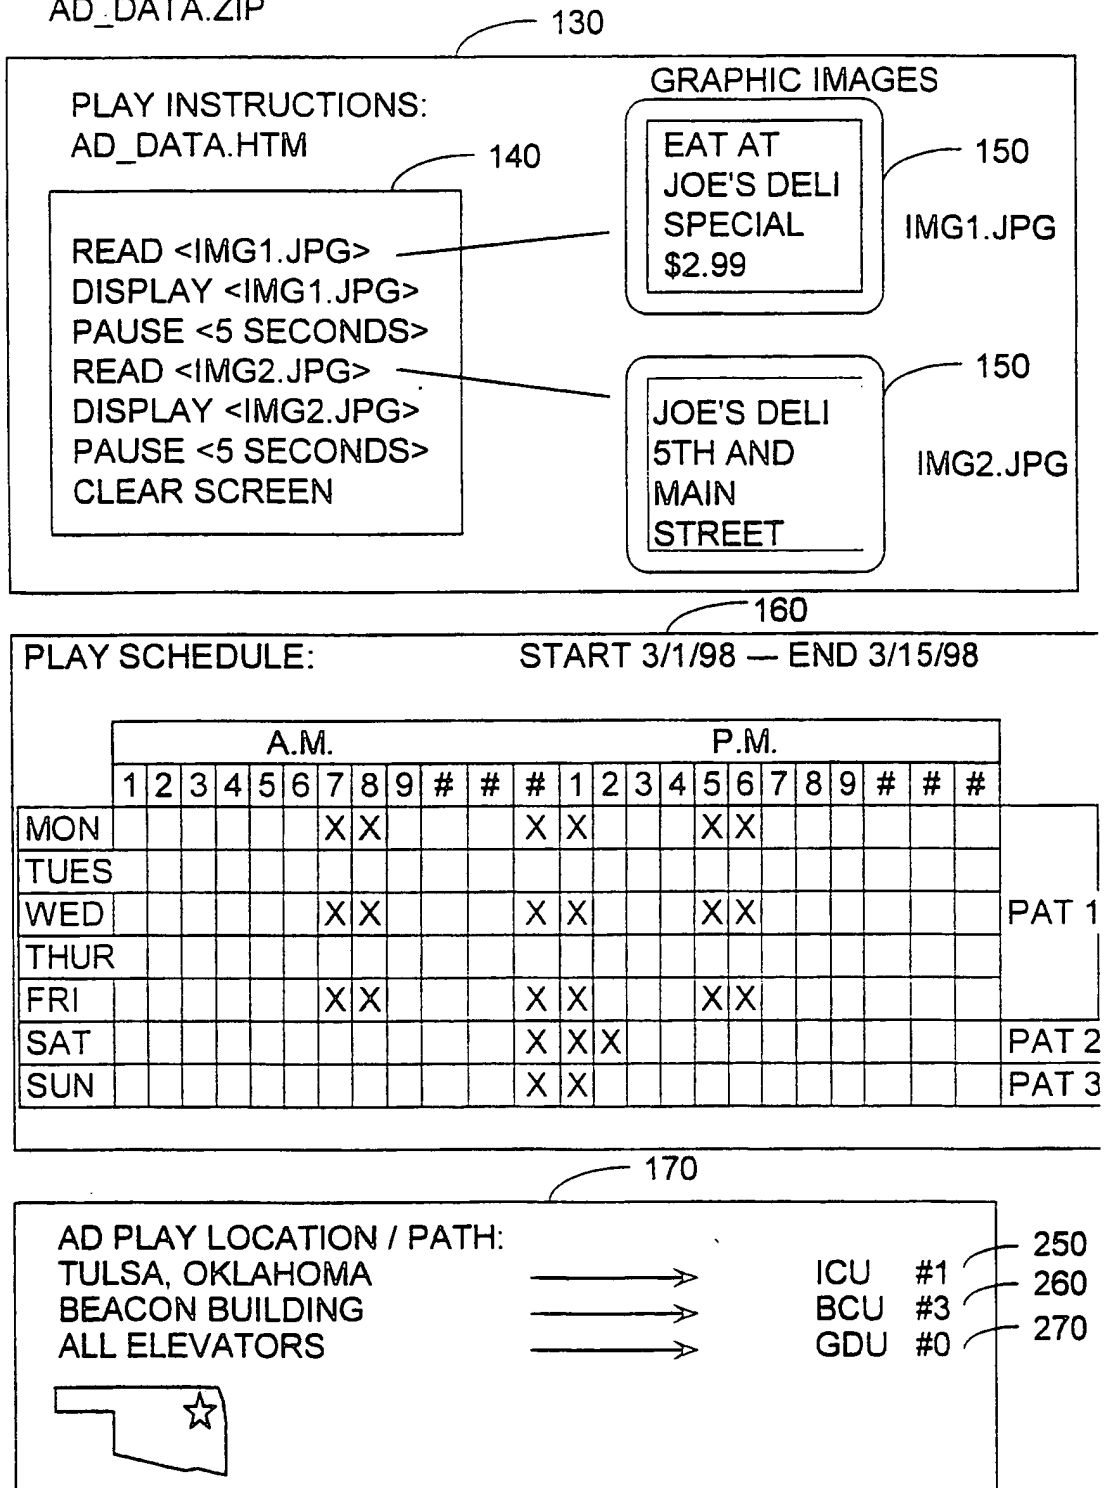 AD_DATA.ZIP
130
PLAY INSTRUCTIONS:
AD_DATA.HTM
140
READ <IMG1.JPG>
DISPLAY <IMG1.JPG>
PAUSE <5 SECONDS>
READ <IMG2.JPG>
DISPLAY <IMG2.JPG>
PAUSE <5 SECONDS>
CLEAR SCREEN
GRAPHIC IMAGES
EAT AT
JOE'S DELI
SPECIAL
$2.99
150
IMG1.JPG
JOE'S DELI
5TH AND
MAIN
STREET
150
IMG2.JPG
160
PLAY SCHEDULE: START 3/1/98 — END 3/15/98
A.M. P.M.
1 2 3 4 5 6 7 8 9 # # # 1 2 3 4 5 6 7 8 9 # # #
MON X X X X X X
TUES
WED X X X X X X PAT 1
THUR
FRI X X X X X X
SAT X X X PAT 2
SUN X X PAT 3
170
AD PLAY LOCATION / PATH:
TULSA, OKLAHOMA ICU #1 250
BEACON BUILDING BCU #3 260
ALL ELEVATORS GDU #0 270